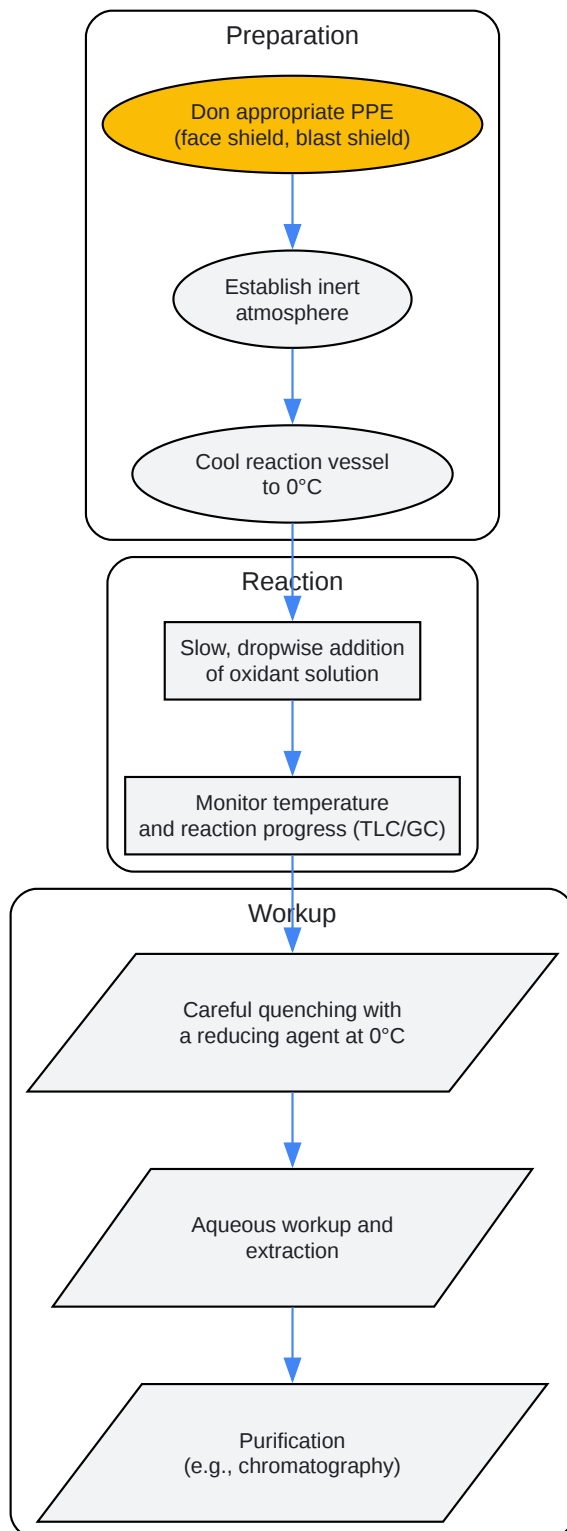 Preparation
Don appropriate PPE
(face shield, blast shield)
Establish inert
atmosphere
Cool reaction vessel
to 0°C
Reaction
Slow, dropwise addition
of oxidant solution
Monitor temperature
and reaction progress (TLC/GC)
Workup
Careful quenching with
a reducing agent at 0°C
Aqueous workup and
extraction
Purification
(e.g., chromatography)